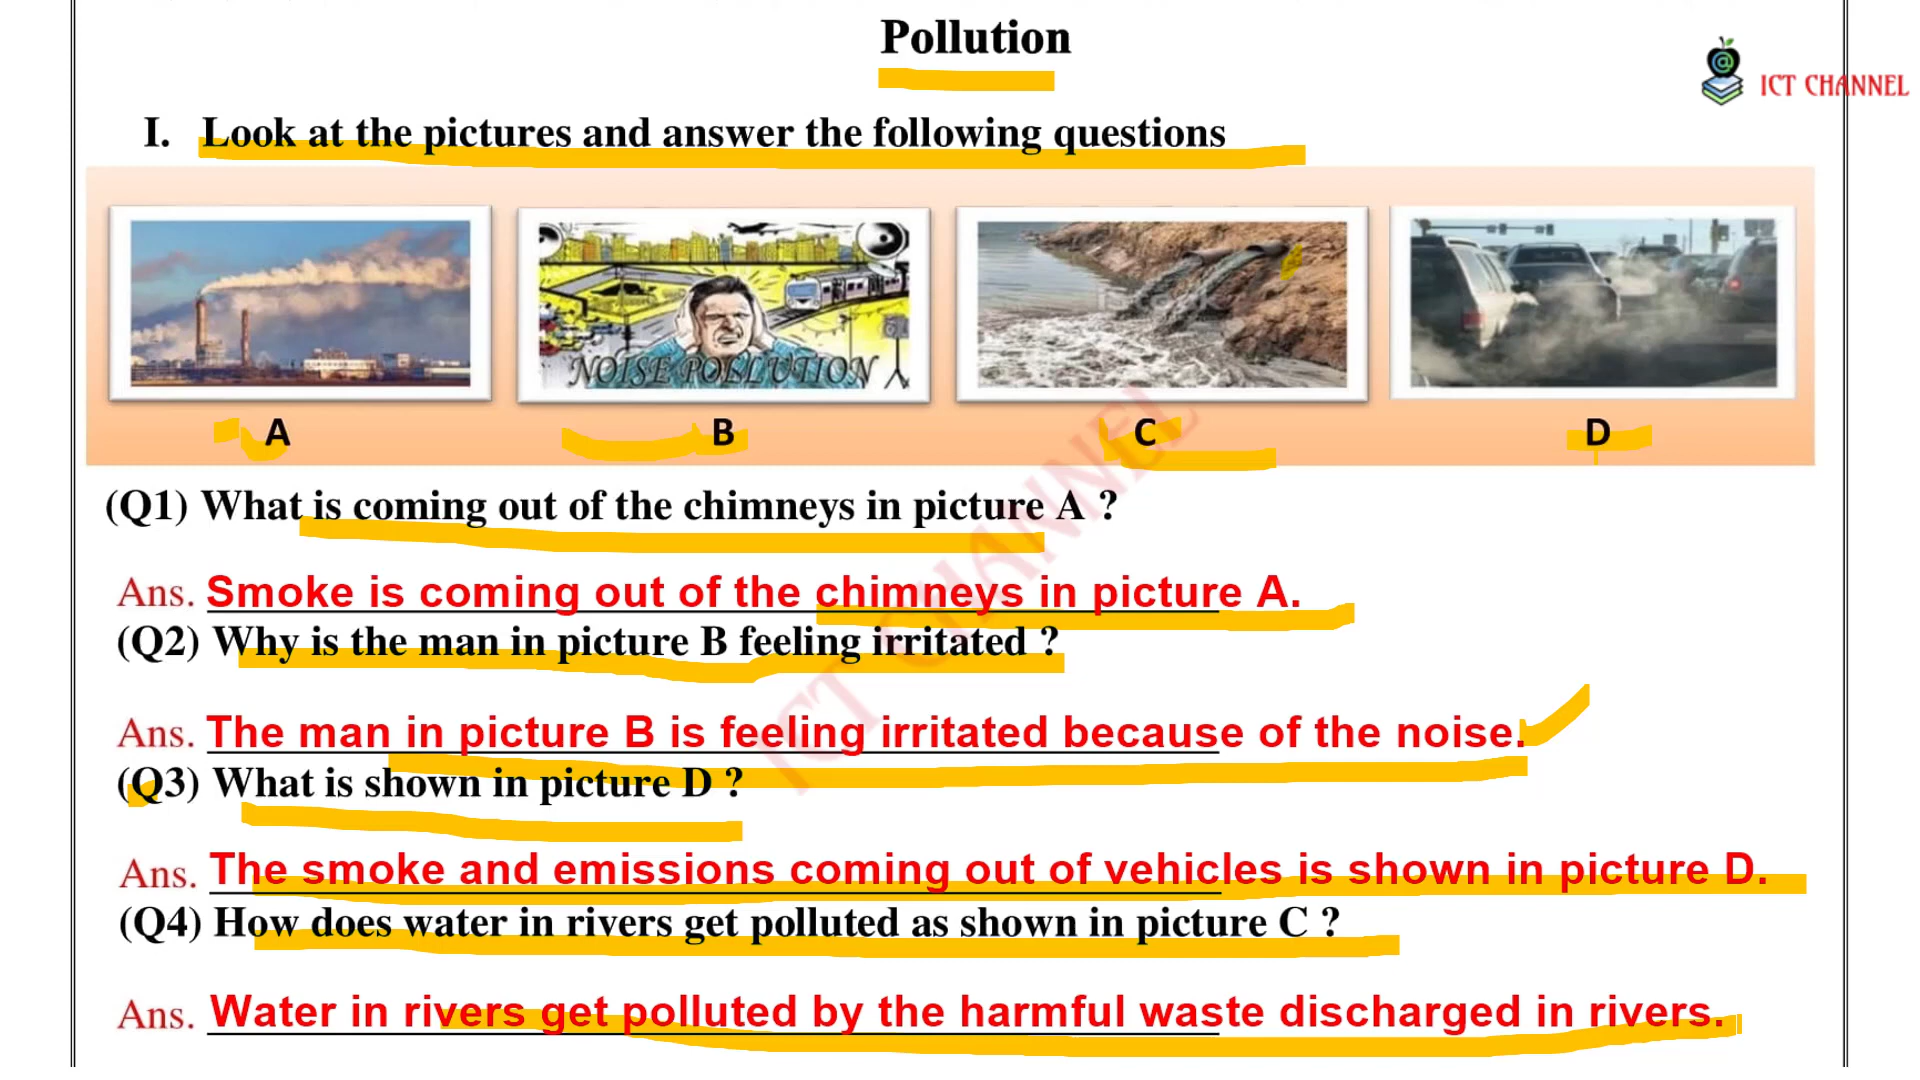 Pollution
ICT CHANNEL
I. Look at the pictures and answer the following questions
NOISE POLLUTION
A B C D
(Q1) What is coming out of the chimneys in picture A ?
Ans. Smoke is coming out of the chimneys in picture A.
(Q2) Why is the man in picture B feeling irritated ?
Ans. The man in picture B is feeling irritated because of the noise.
(Q3) What is shown in picture D ?
Ans. The smoke and emissions coming out of vehicles is shown in picture D.
(Q4) How does water in rivers get polluted as shown in picture C ?
Ans. Water in rivers get polluted by the harmful waste discharged in rivers.
ICT CHANNEL